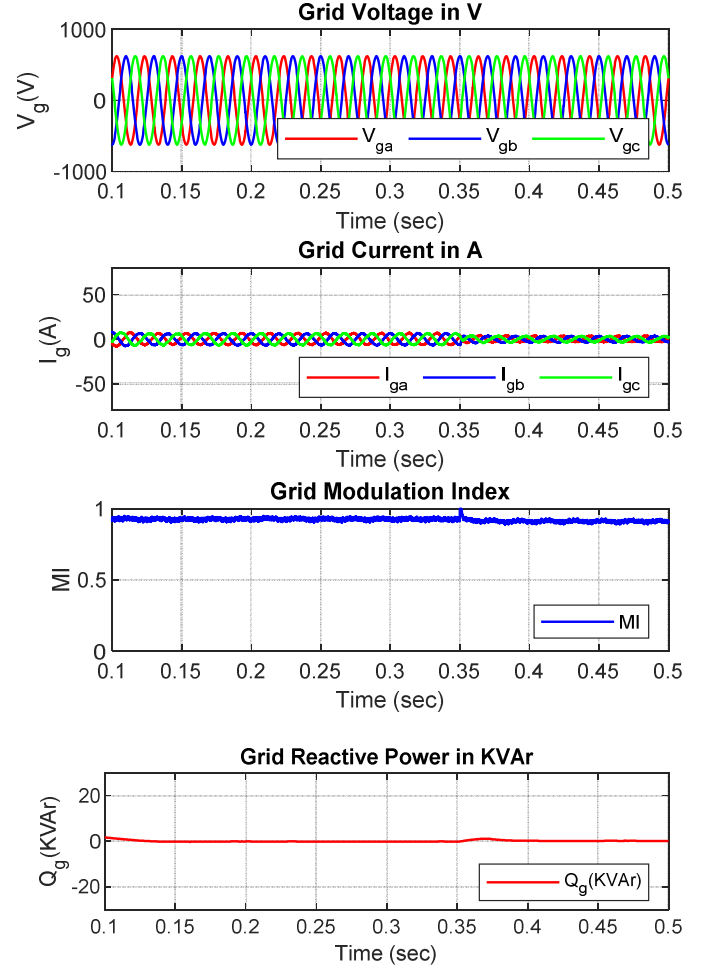 Grid Voltage in V
1000
0
-1000
V_g(V)
V_ga V_gb V_gc
0.1 0.15 0.2 0.25 0.3 0.35 0.4 0.45 0.5
Time (sec)
Grid Current in A
50
0
-50
I_g(A)
I_ga I_gb I_gc
0.1 0.15 0.2 0.25 0.3 0.35 0.4 0.45 0.5
Time (sec)
Grid Modulation Index
1
0.5
0
MI
MI
0.1 0.15 0.2 0.25 0.3 0.35 0.4 0.45 0.5
Time (sec)
Grid Reactive Power in KVAr
20
0
-20
Q_g(KVAr)
Q_g(KVAr)
0.1 0.15 0.2 0.25 0.3 0.35 0.4 0.45 0.5
Time (sec)